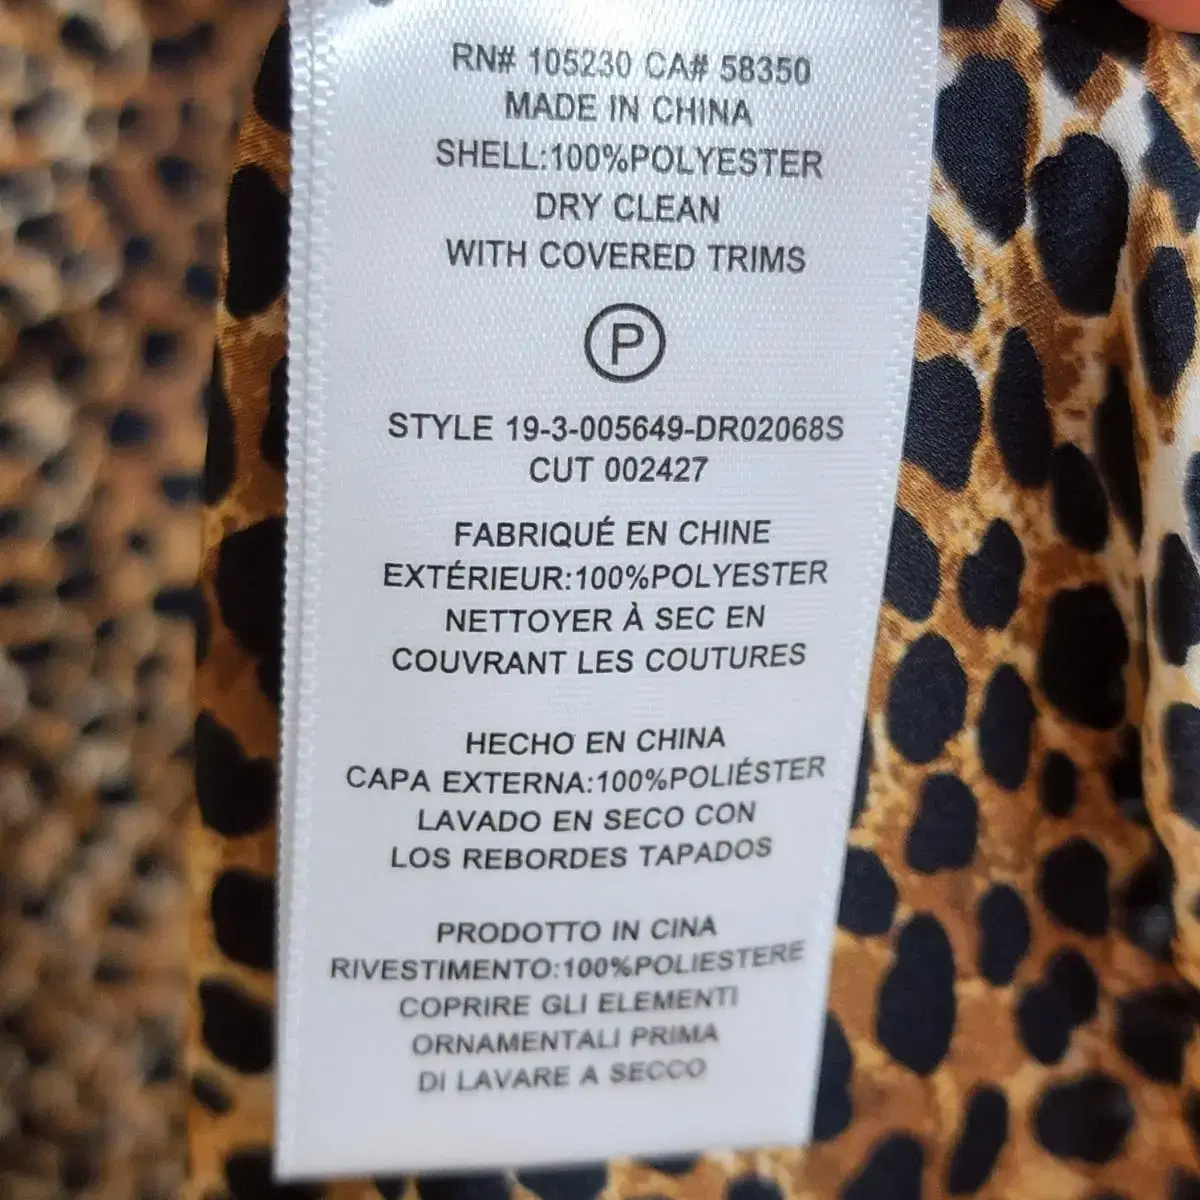 RN# 105230 CA# 58350
MADE IN CHINA
SHELL:100%POLYESTER
DRY CLEAN
WITH COVERED TRIMS
P
STYLE 19-3-005649-DR02068S
CUT 002427
FABRIQUÉ EN CHINE
EXTÉRIEUR:100%POLYESTER
NETTOYER À SEC EN
COUVRANT LES COUTURES
HECHO EN CHINA
CAPA EXTERNA:100%POLIÉSTER
LAVADO EN SECO CON
LOS REBORDES TAPADOS
PRODOTTO IN CINA
RIVESTIMENTO:100%POLIESTERE
COPRIRE GLI ELEMENTI
ORNAMENTALI PRIMA
DI LAVARE A SECCO